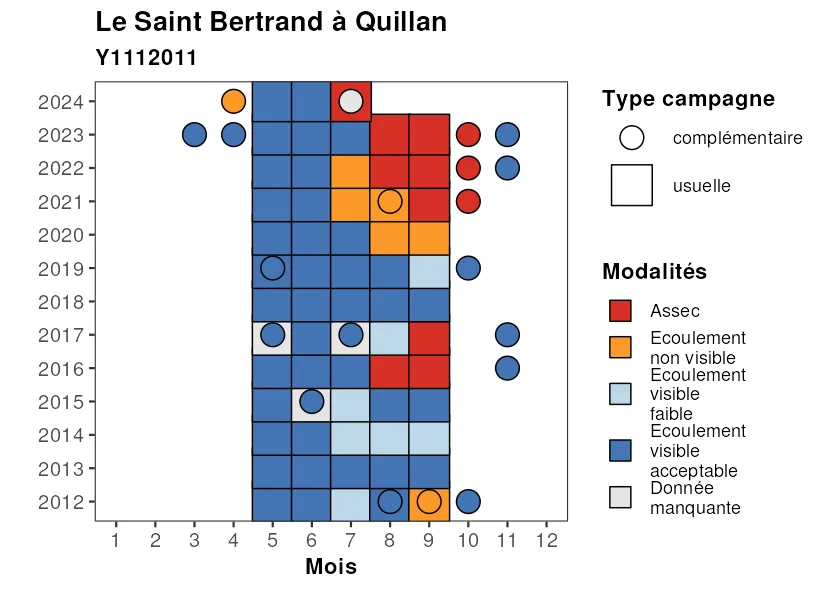 Le Saint Bertrand à Quillan
Y1112011
2024
2023
2022
2021
2020
2019
2018
2017
2016
2015
2014
2013
2012
1 2 3 4 5 6 7 8 9 10 11 12
Mois
Type campagne
complémentaire
usuelle
Modalités
Assec
Ecoulement
non visible
Ecoulement
visible
faible
Ecoulement
visible
acceptable
Donnée
manquante